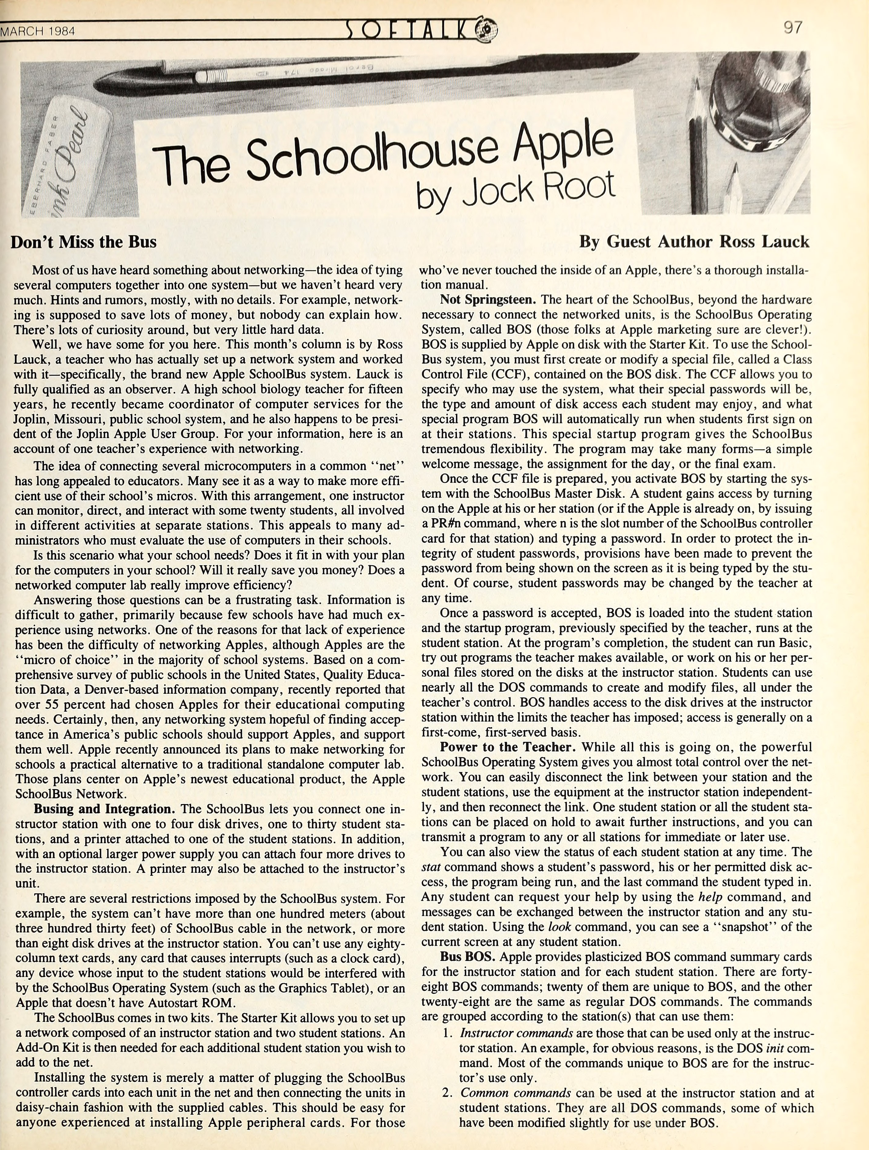 MARCH 1984
SOFTALK
97
EBERHARD FABER
ink Pearl
The Schoolhouse Apple
by Jock Root
Don't Miss the Bus
By Guest Author Ross Lauck
Most of us have heard something about networking—the idea of tying
several computers together into one system—but we haven't heard very
much. Hints and rumors, mostly, with no details. For example, network-
ing is supposed to save lots of money, but nobody can explain how.
There's lots of curiosity around, but very little hard data.
Well, we have some for you here. This month's column is by Ross
Lauck, a teacher who has actually set up a network system and worked
with it—specifically, the brand new Apple SchoolBus system. Lauck is
fully qualified as an observer. A high school biology teacher for fifteen
years, he recently became coordinator of computer services for the
Joplin, Missouri, public school system, and he also happens to be presi-
dent of the Joplin Apple User Group. For your information, here is an
account of one teacher's experience with networking.
The idea of connecting several microcomputers in a common "net"
has long appealed to educators. Many see it as a way to make more effi-
cient use of their school's micros. With this arrangement, one instructor
can monitor, direct, and interact with some twenty students, all involved
in different activities at separate stations. This appeals to many ad-
ministrators who must evaluate the use of computers in their schools.
Is this scenario what your school needs? Does it fit in with your plan
for the computers in your school? Will it really save you money? Does a
networked computer lab really improve efficiency?
Answering those questions can be a frustrating task. Information is
difficult to gather, primarily because few schools have had much ex-
perience using networks. One of the reasons for that lack of experience
has been the difficulty of networking Apples, although Apples are the
"micro of choice" in the majority of school systems. Based on a com-
prehensive survey of public schools in the United States, Quality Educa-
tion Data, a Denver-based information company, recently reported that
over 55 percent had chosen Apples for their educational computing
needs. Certainly, then, any networking system hopeful of finding accep-
tance in America's public schools should support Apples, and support
them well. Apple recently announced its plans to make networking for
schools a practical alternative to a traditional standalone computer lab.
Those plans center on Apple's newest educational product, the Apple
SchoolBus Network.
Busing and Integration. The SchoolBus lets you connect one in-
structor station with one to four disk drives, one to thirty student sta-
tions, and a printer attached to one of the student stations. In addition,
with an optional larger power supply you can attach four more drives to
the instructor station. A printer may also be attached to the instructor's
unit.
There are several restrictions imposed by the SchoolBus system. For
example, the system can't have more than one hundred meters (about
three hundred thirty feet) of SchoolBus cable in the network, or more
than eight disk drives at the instructor station. You can't use any eighty-
column text cards, any card that causes interrupts (such as a clock card),
any device whose input to the student stations would be interfered with
by the SchoolBus Operating System (such as the Graphics Tablet), or an
Apple that doesn't have Autostart ROM.
The SchoolBus comes in two kits. The Starter Kit allows you to set up
a network composed of an instructor station and two student stations. An
Add-On Kit is then needed for each additional student station you wish to
add to the net.
Installing the system is merely a matter of plugging the SchoolBus
controller cards into each unit in the net and then connecting the units in
daisy-chain fashion with the supplied cables. This should be easy for
anyone experienced at installing Apple peripheral cards. For those
who've never touched the inside of an Apple, there's a thorough installa-
tion manual.
Not Springsteen. The heart of the SchoolBus, beyond the hardware
necessary to connect the networked units, is the SchoolBus Operating
System, called BOS (those folks at Apple marketing sure are clever!).
BOS is supplied by Apple on disk with the Starter Kit. To use the School-
Bus system, you must first create or modify a special file, called a Class
Control File (CCF), contained on the BOS disk. The CCF allows you to
specify who may use the system, what their special passwords will be,
the type and amount of disk access each student may enjoy, and what
special program BOS will automatically run when students first sign on
at their stations. This special startup program gives the SchoolBus
tremendous flexibility. The program may take many forms—a simple
welcome message, the assignment for the day, or the final exam.
Once the CCF file is prepared, you activate BOS by starting the sys-
tem with the SchoolBus Master Disk. A student gains access by turning
on the Apple at his or her station (or if the Apple is already on, by issuing
a PR#n command, where n is the slot number of the SchoolBus controller
card for that station) and typing a password. In order to protect the in-
tegrity of student passwords, provisions have been made to prevent the
password from being shown on the screen as it is being typed by the stu-
dent. Of course, student passwords may be changed by the teacher at
any time.
Once a password is accepted, BOS is loaded into the student station
and the startup program, previously specified by the teacher, runs at the
student station. At the program's completion, the student can run Basic,
try out programs the teacher makes available, or work on his or her per-
sonal files stored on the disks at the instructor station. Students can use
nearly all the DOS commands to create and modify files, all under the
teacher's control. BOS handles access to the disk drives at the instructor
station within the limits the teacher has imposed; access is generally on a
first-come, first-served basis.
Power to the Teacher. While all this is going on, the powerful
SchoolBus Operating System gives you almost total control over the net-
work. You can easily disconnect the link between your station and the
student stations, use the equipment at the instructor station independent-
ly, and then reconnect the link. One student station or all the student sta-
tions can be placed on hold to await further instructions, and you can
transmit a program to any or all stations for immediate or later use.
You can also view the status of each student station at any time. The
stat command shows a student's password, his or her permitted disk ac-
cess, the program being run, and the last command the student typed in.
Any student can request your help by using the help command, and
messages can be exchanged between the instructor station and any stu-
dent station. Using the look command, you can see a "snapshot" of the
current screen at any student station.
Bus BOS. Apple provides plasticized BOS command summary cards
for the instructor station and for each student station. There are forty-
eight BOS commands; twenty of them are unique to BOS, and the other
twenty-eight are the same as regular DOS commands. The commands
are grouped according to the station(s) that can use them:
1. Instructor commands are those that can be used only at the instruc-
tor station. An example, for obvious reasons, is the DOS init com-
mand. Most of the commands unique to BOS are for the instruc-
tor's use only.
2. Common commands can be used at the instructor station and at
student stations. They are all DOS commands, some of which
have been modified slightly for use under BOS.